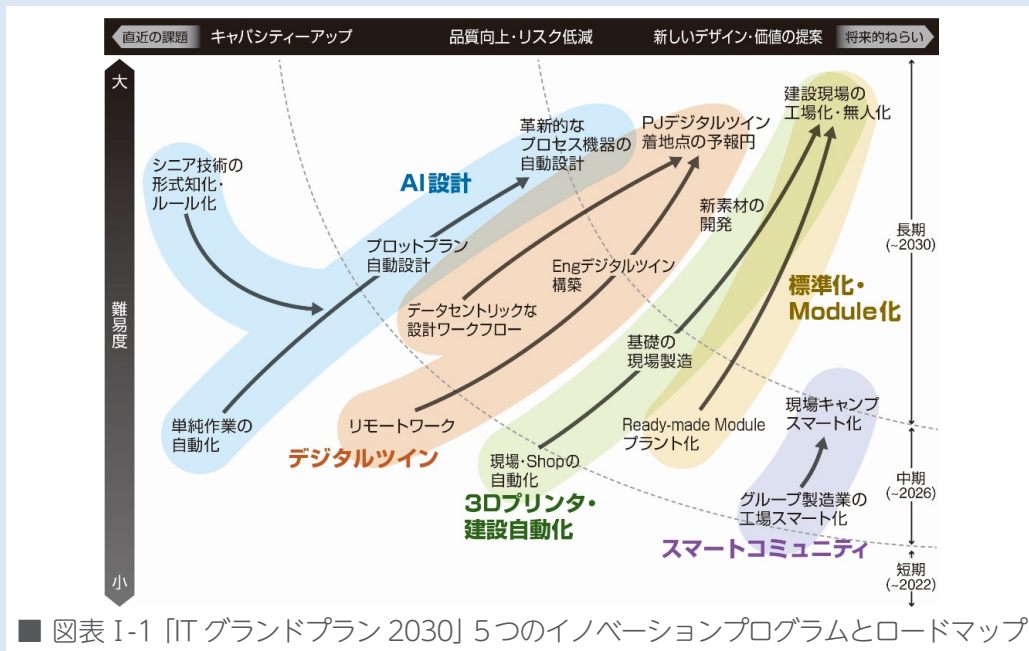 直近の課題
キャパシティーアップ
品質向上・リスク低減
新しいデザイン・価値の提案
将来的ねらい
大
難易度
小
シニア技術の
形式知化・
ルール化
AI設計
革新的な
プロセス機器の
自動設計
プロットプラン
自動設計
単純作業の
自動化
PJデジタルツイン
着地点の予報円
Engデジタルツイン
構築
データセントリックな
設計ワークフロー
リモートワーク
デジタルツイン
建設現場の
工場化・無人化
新素材の
開発
基礎の
現場製造
現場・Shopの
自動化
3Dプリンタ・
建設自動化
標準化・
Module化
Ready-made Module
プラント化
現場キャンプ
スマート化
グループ製造業の
工場スマート化
スマートコミュニティ
長期
(~2030)
中期
(~2026)
短期
(~2022)
■ 図表 I-1「IT グランドプラン 2030」5つのイノベーションプログラムとロードマップ